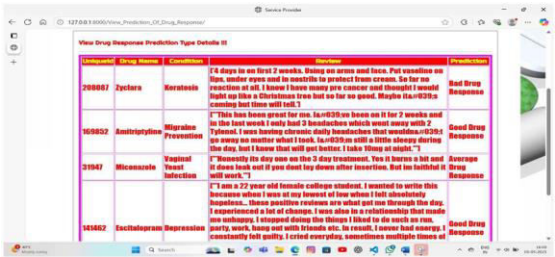 Service Provider
127.0.0.1:8000/View_Prediction_Of_Drug_Response/
View Drug Response Prediction Type Details !!!
UniqueId Drug Name Condition Review Prediction
208087 Zyclara Keratosis
['4 days in on first 2 weeks. Using on arms and face. Put vaseline on
lips, under eyes and in nostrils to protect from cream. So far no
reaction at all. I know I have many pre cancer and thought I would
light up like a Christmas tree but so far so good. Maybe it&#039;s
coming but time will tell.']
Bad Drug
Response
169852 Amitriptyline
Migraine
Prevention
['"This has been great for me. I&#039;ve been on it for 2 weeks and
in the last week I only had 3 headaches which went away with 2
Tylenol. I was having chronic daily headaches that wouldn&#039;t
go away no matter what I took. I&#039;m still a little sleepy during
the day, but I know that will get better. I take 10mg at night."']
Good Drug
Response
31947 Miconazole
Vaginal
Yeast
Infection
['"Honestly its day one on the 3 day treatment. Yes it burns a bit and
it does leak out if you dont lay down after insertion. But im faithful it
will work."']
Average
Drug
Response
141462 Escitalopram Depression
['"I am a 22 year old female college student. I wanted to write this
because when I was at my lowest of low when I felt absolutely
hopeless... these positive reviews are what get me through the day.
I experienced a lot of change. I was also in a relationship that made
me unhappy. I stopped doing the things I liked to do such as run,
party, work, hang out with friends etc. In result, I never had energy. I
constantly felt guilty. I cried everyday, sometimes multiple times of
Good Drug
Response
Search